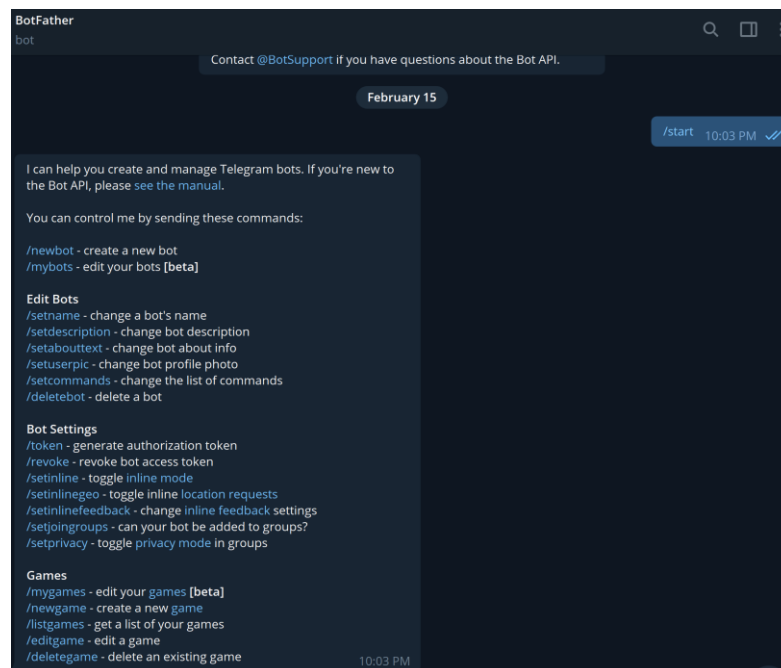 BotFather
bot
Contact @BotSupport if you have questions about the Bot API.
February 15
/start 10:03 PM
I can help you create and manage Telegram bots. If you're new to
the Bot API, please see the manual.
You can control me by sending these commands:
/newbot - create a new bot
/mybots - edit your bots [beta]
Edit Bots
/setname - change a bot's name
/setdescription - change bot description
/setabouttext - change bot about info
/setuserpic - change bot profile photo
/setcommands - change the list of commands
/deletebot - delete a bot
Bot Settings
/token - generate authorization token
/revoke - revoke bot access token
/setinline - toggle inline mode
/setinlinegeo - toggle inline location requests
/setinlinefeedback - change inline feedback settings
/setjoingroups - can your bot be added to groups?
/setprivacy - toggle privacy mode in groups
Games
/mygames - edit your games [beta]
/newgame - create a new game
/listgames - get a list of your games
/editgame - edit a game
/deletegame - delete an existing game
10:03 PM